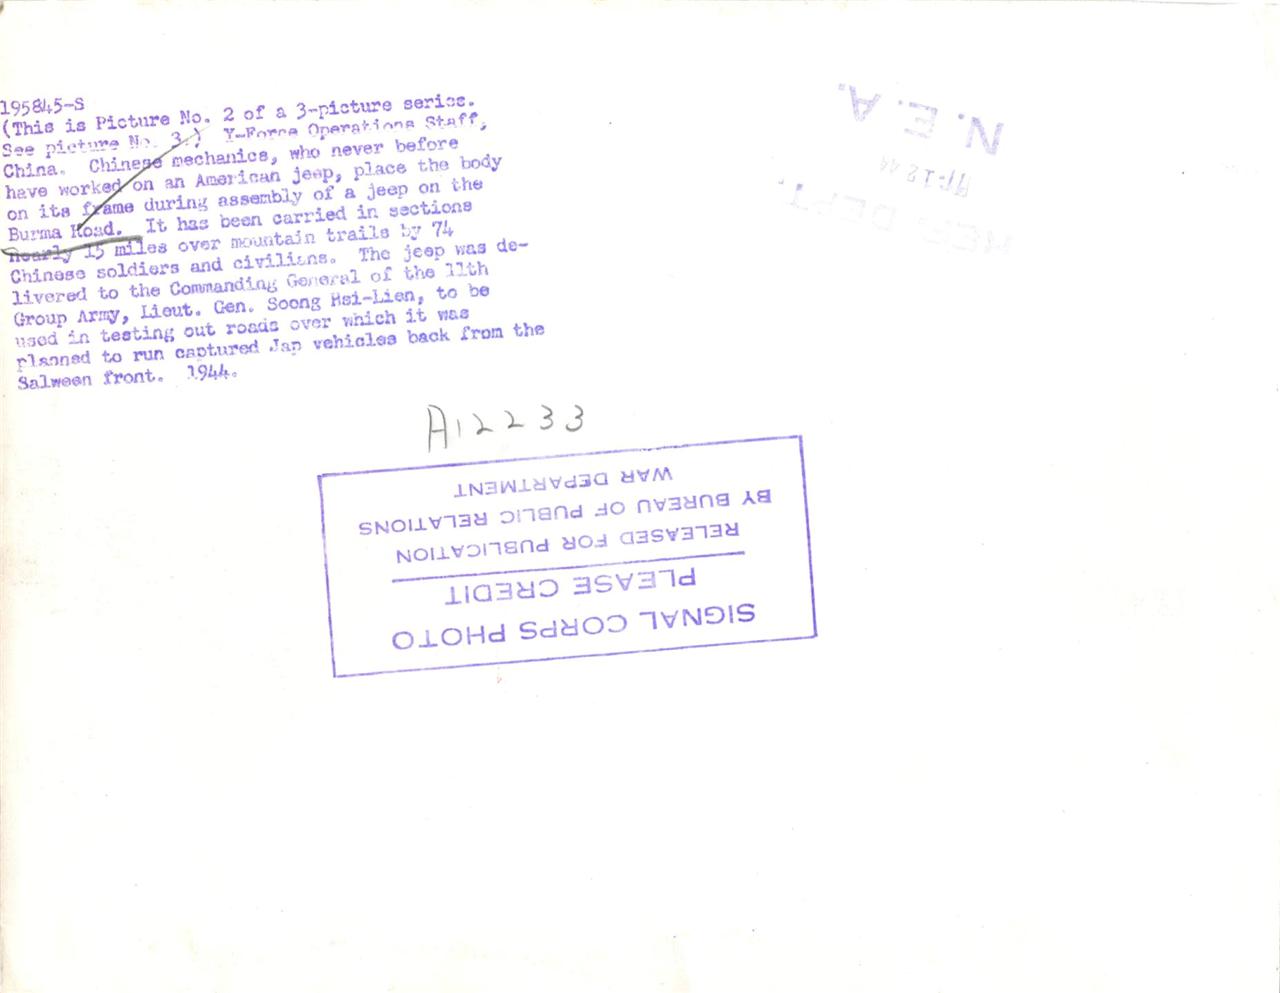 195845-S
(This is Picture No. 2 of a 3-picture series.
See picture No. 3.) Y-Force Operations Staff,
China. Chinese mechanics, who never before
have worked on an American jeep, place the body
on its frame during assembly of a jeep on the
Burma Road. It has been carried in sections
nearly 15 miles over mountain trails by 74
Chinese soldiers and civilians. The jeep was de-
livered to the Commanding General of the 11th
Group Army, Lieut. Gen. Soong Hsi-Lien, to be
used in testing out roads over which it was
planned to run captured Jap vehicles back from the
Salween front. 1944.
A12233
SIGNAL CORPS PHOTO
PLEASE CREDIT
RELEASED FOR PUBLICATION
BY BUREAU OF PUBLIC RELATIONS
WAR DEPARTMENT
N. E. A.
DEPT.